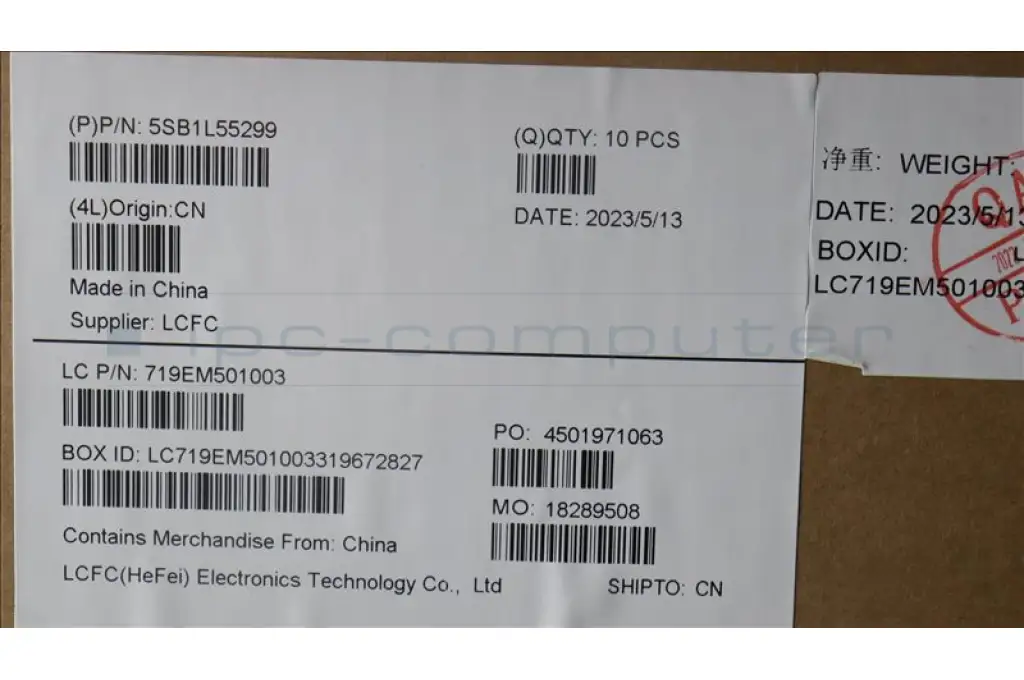 (P)P/N: 5SB1L55299
(4L)Origin:CN
Made in China
Supplier: LCFC
(Q)QTY: 10 PCS
DATE: 2023/5/13
LC P/N: 719EM501003
BOX ID: LC719EM501003319672827
Contains Merchandise From: China
LCFC(HeFei) Electronics Technology Co., Ltd
PO: 4501971063
MO: 18289508
SHIPTO: CN
净重: WEIGHT:
DATE: 2023/5/13
BOXID:
LC719EM501003
QA
ipc-computer